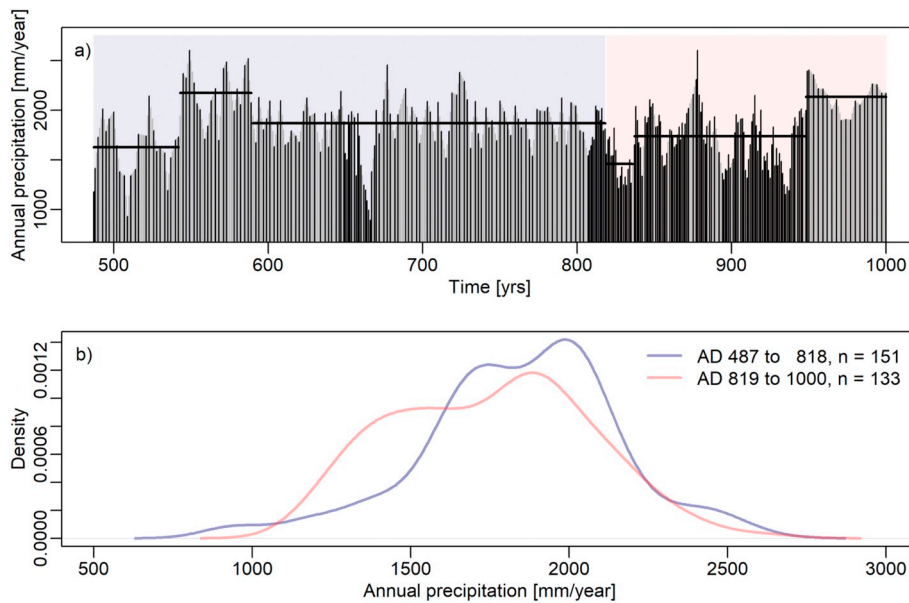 a)
Annual precipitation [mm/year]
1000
2000
500
600
700
800
900
1000
Time [yrs]
b)
AD 487 to 818, n = 151
AD 819 to 1000, n = 133
Density
0.0000
0.0006
0.0012
500
1000
1500
2000
2500
3000
Annual precipitation [mm/year]